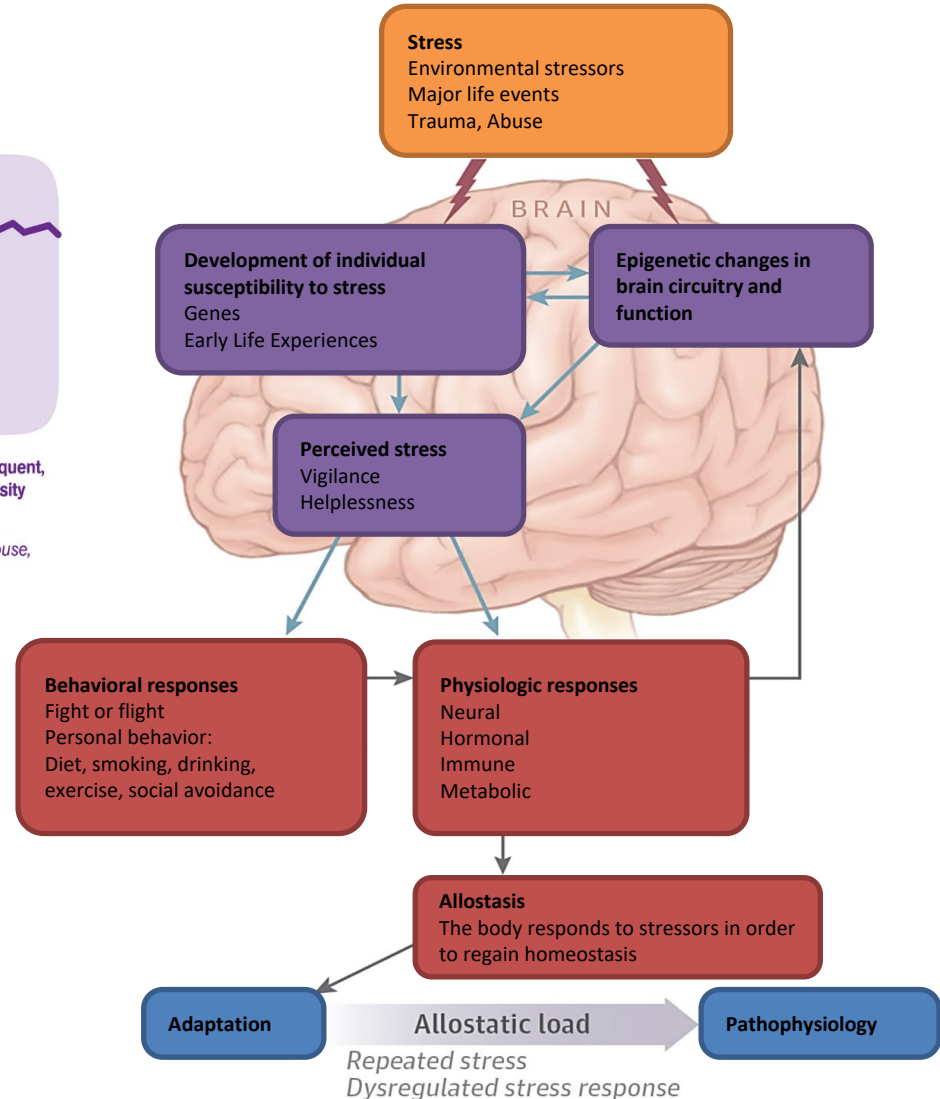 Stress
Environmental stressors
Major life events
Trauma, Abuse
BRAIN
Development of individual
susceptibility to stress
Genes
Early Life Experiences
Epigenetic changes in
brain circuitry and
function
Perceived stress
Vigilance
Helplessness
Behavioral responses
Fight or flight
Personal behavior:
Diet, smoking, drinking,
exercise, social avoidance
Physiologic responses
Neural
Hormonal
Immune
Metabolic
Allostasis
The body responds to stressors in order
to regain homeostasis
Adaptation
Allostatic load
Pathophysiology
Repeated stress
Dysregulated stress response